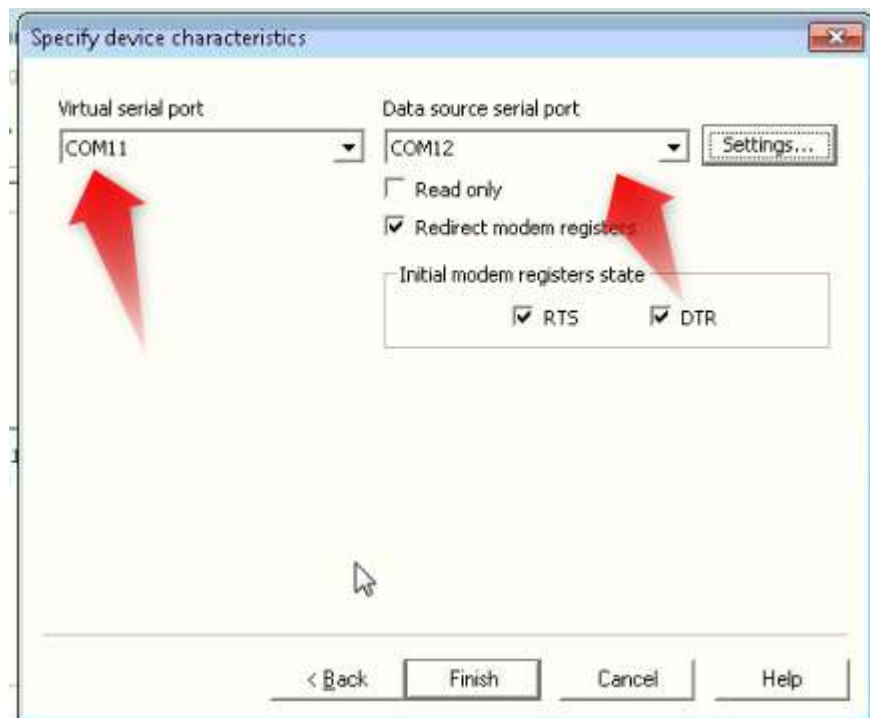 Specify device characteristics
Virtual serial port
Data source serial port
COM11
COM12
Settings...
Read only
Redirect modem registers
Initial modem registers state
RTS
DTR
< Back
Finish
Cancel
Help